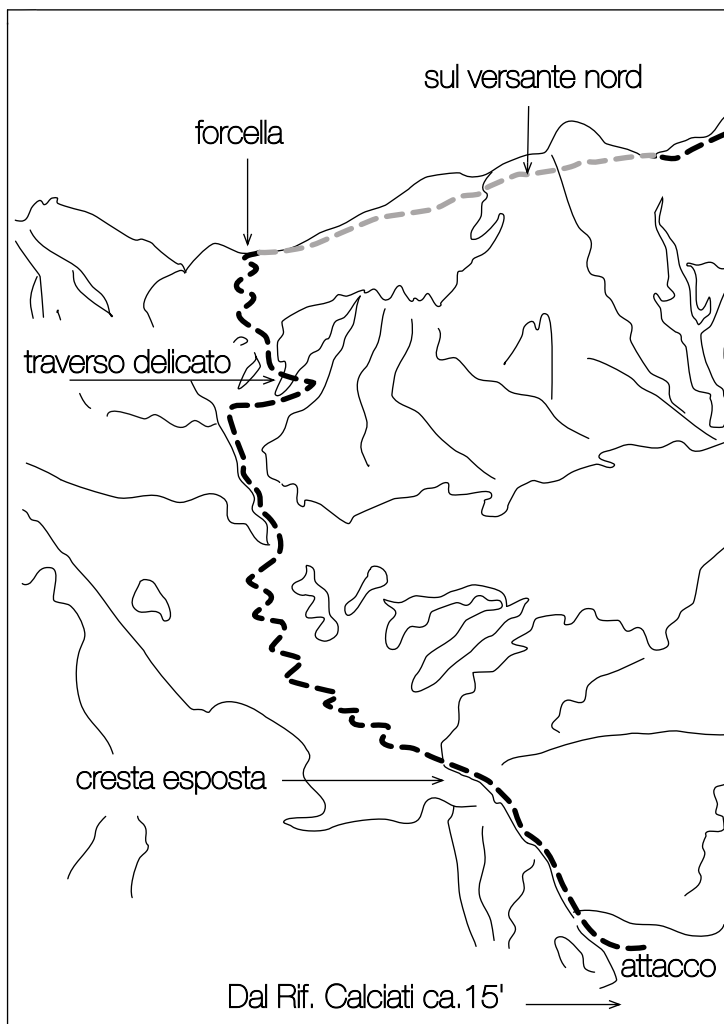 sul versante nord
forcella
traverso delicato
cresta esposta
attacco
Dal Rif. Calciati ca.15'